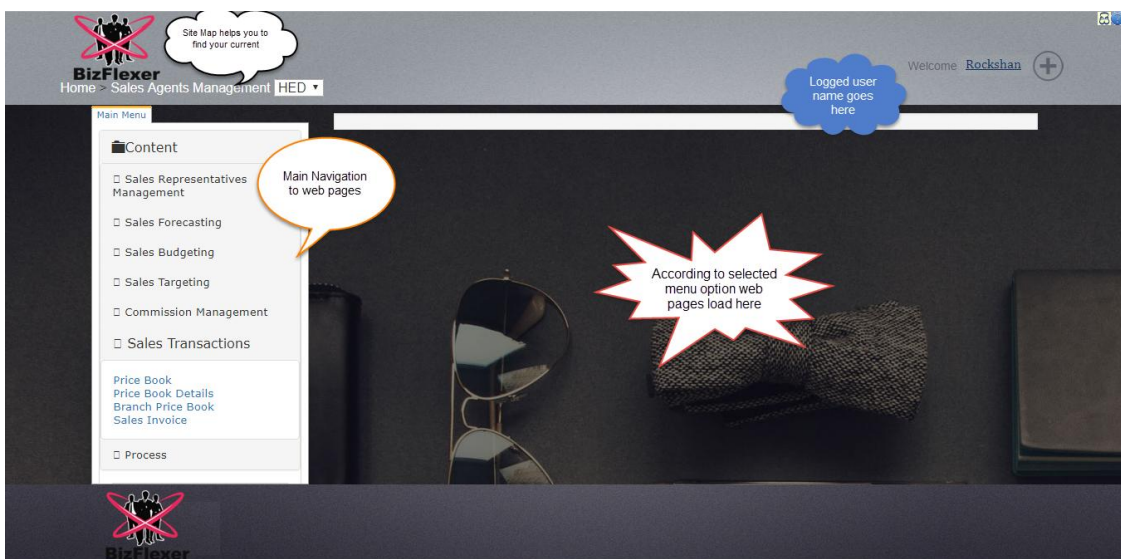 Site Map helps you to
find your current
BizFlexer
Home > Sales Agents Management HED
Welcome Rockshan
Logged user
name goes
here
Main Menu
Content
Sales Representatives
Management
Sales Forecasting
Sales Budgeting
Sales Targeting
Commission Management
Sales Transactions
Price Book
Price Book Details
Branch Price Book
Sales Invoice
Process
Main Navigation
to web pages
According to selected
menu option web
pages load here
BizFlexer